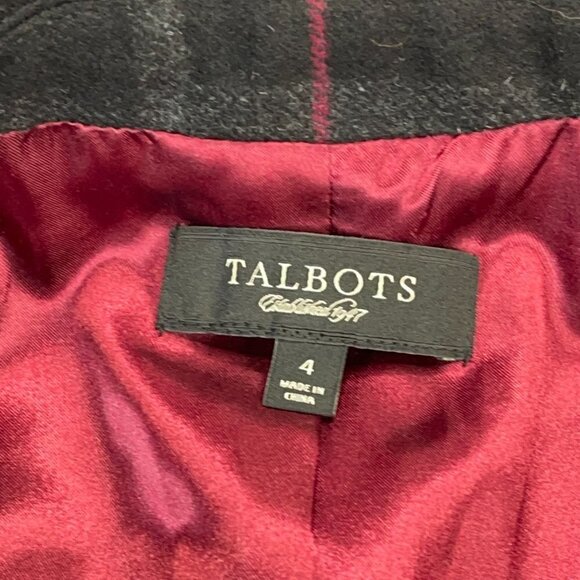 TALBOTS
Established 1947
4
MADE IN
CHINA